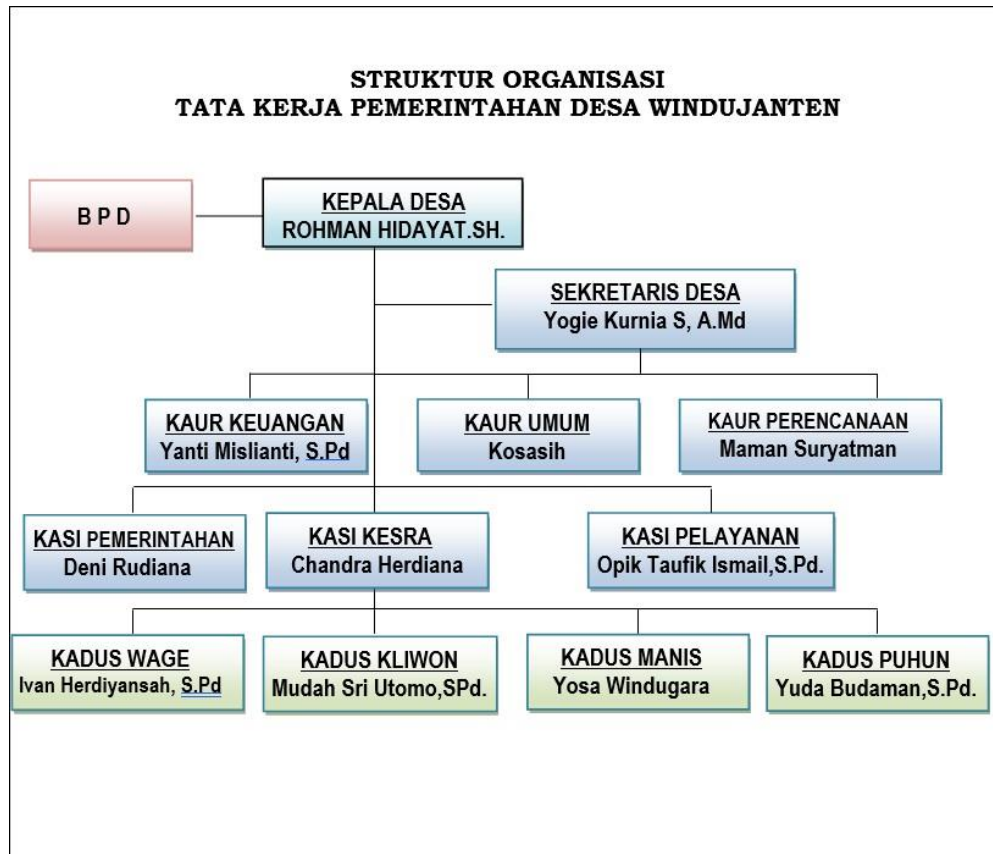 STRUKTUR ORGANISASI
TATA KERJA PEMERINTAHAN DESA WINDUJANTEN
B P D
KEPALA DESA
ROHMAN HIDAYAT.SH.
SEKRETARIS DESA
Yogie Kurnia S, A.Md
KAUR KEUANGAN
Yanti Mislianti, S.Pd
KAUR UMUM
Kosasih
KAUR PERENCANAAN
Maman Suryatman
KASI PEMERINTAHAN
Deni Rudiana
KASI KESRA
Chandra Herdiana
KASI PELAYANAN
Opik Taufik Ismail,S.Pd.
KADUS WAGE
Ivan Herdiyansah, S.Pd
KADUS KLIWON
Mudah Sri Utomo,SPd.
KADUS MANIS
Yosa Windugara
KADUS PUHUN
Yuda Budaman,S.Pd.